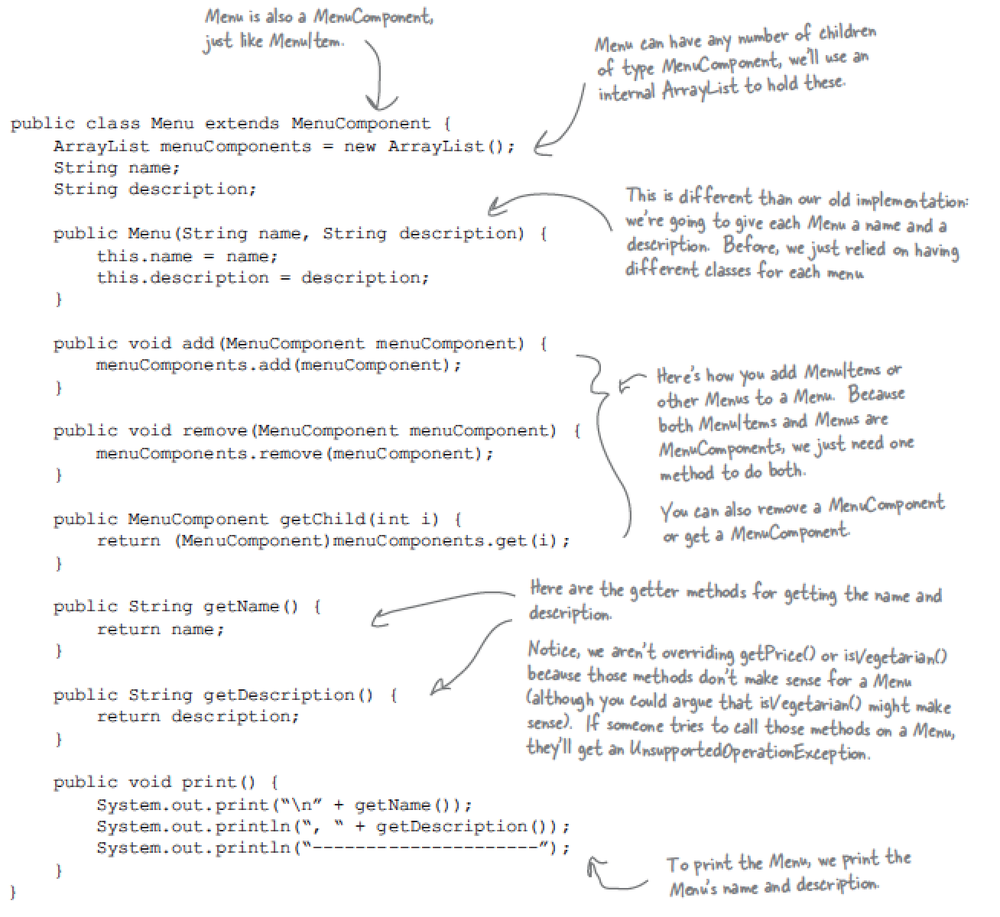 Menu is also a MenuComponent,
just like MenuItem.
Menu can have any number of children
of type MenuComponent, we'll use an
internal ArrayList to hold these.
public class Menu extends MenuComponent {
ArrayList menuComponents = new ArrayList();
String name;
String description;
This is different than our old implementation:
we're going to give each Menu a name and a
description. Before, we just relied on having
different classes for each menu
public Menu(String name, String description) {
this.name = name;
this.description = description;
}
public void add(MenuComponent menuComponent) {
menuComponents.add(menuComponent);
}
public void remove(MenuComponent menuComponent) {
menuComponents.remove(menuComponent);
}
public MenuComponent getChild(int i) {
return (MenuComponent)menuComponents.get(i);
}
Here's how you add MenuItems or
other Menus to a Menu. Because
both MenuItems and Menus are
MenuComponents, we just need one
method to do both.
You can also remove a MenuComponent
or get a MenuComponent.
public String getName() {
return name;
}
public String getDescription() {
return description;
}
Here are the getter methods for getting the name and
description.
Notice, we aren't overriding getPrice() or isVegetarian()
because those methods don't make sense for a Menu
(although you could argue that isVegetarian() might make
sense). If someone tries to call those methods on a Menu,
they'll get an UnsupportedOperationException.
public void print() {
System.out.print(“\n” + getName());
System.out.println(“, “ + getDescription());
System.out.println(“---------------------”);
}
}
To print the Menu, we print the
Menu's name and description.